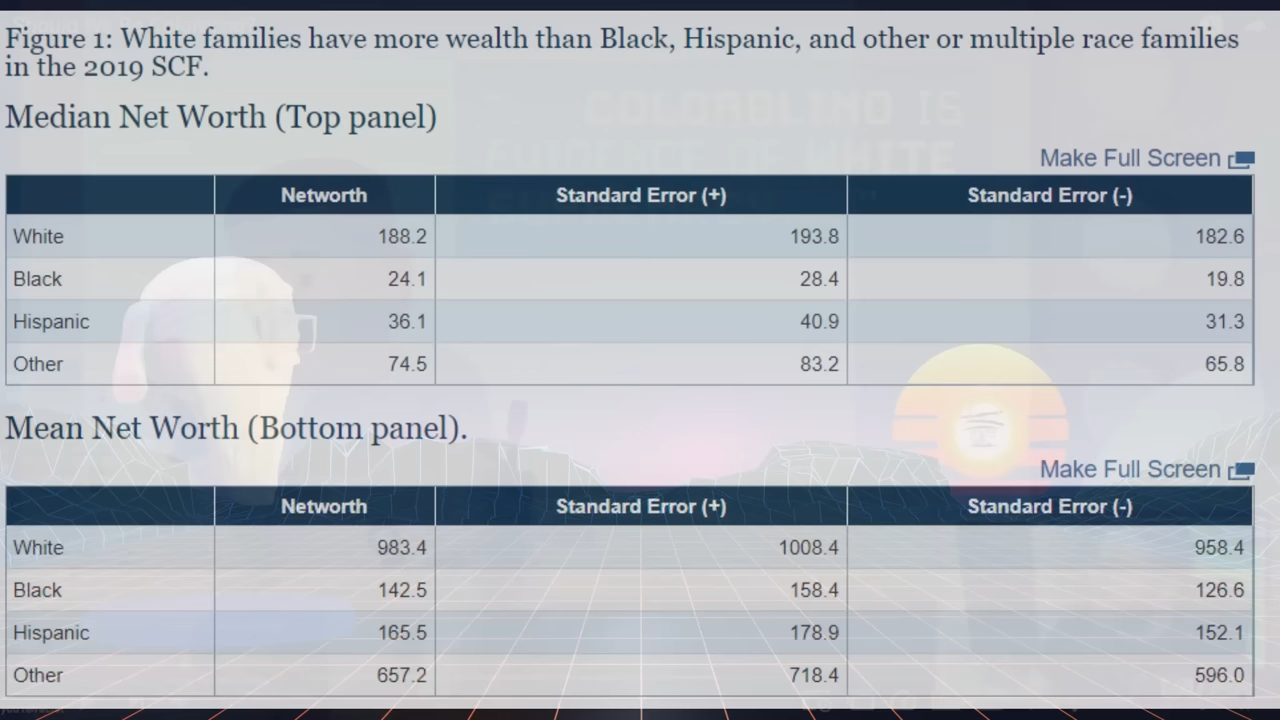 Figure 1: White families have more wealth than Black, Hispanic, and other or multiple race families
in the 2019 SCF.
COLORBLIND IS
EVIDENCE OF WHITE
Median Net Worth (Top panel)
Make Full Screen
Networth Standard Error (+) Standard Error (-)
White 188.2 193.8 182.6
Black 24.1 28.4 19.8
Hispanic 36.1 40.9 31.3
Other 74.5 83.2 65.8
Mean Net Worth (Bottom panel).
Make Full Screen
Networth Standard Error (+) Standard Error (-)
White 983.4 1008.4 958.4
Black 142.5 158.4 126.6
Hispanic 165.5 178.9 152.1
Other 657.2 718.4 596.0